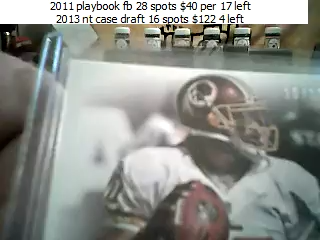 2011 playbook fb 28 spots $40 per 17 left
2013 nt case draft 16 spots $122 4 left